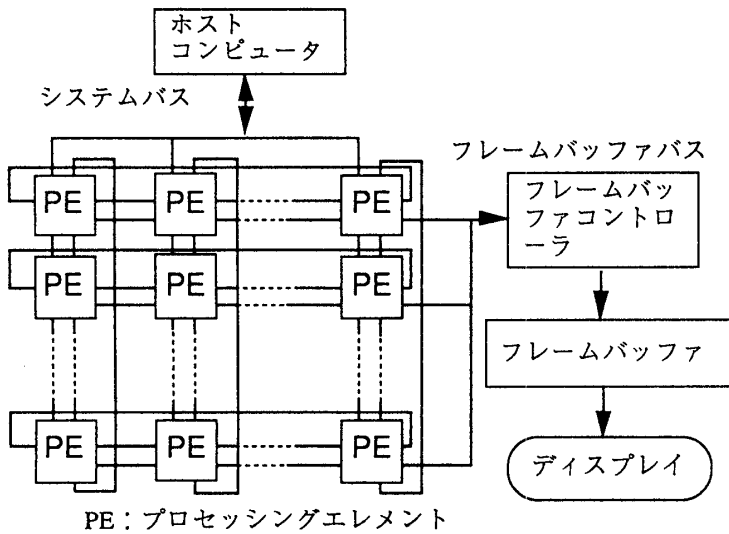 ホスト
コンピュータ
システムバス
フレームバッファバス
PE PE PE
フレームバッ
ファコントロ
ーラ
PE PE PE
フレームバッファ
PE PE PE
ディスプレイ
PE：プロセッシングエレメント